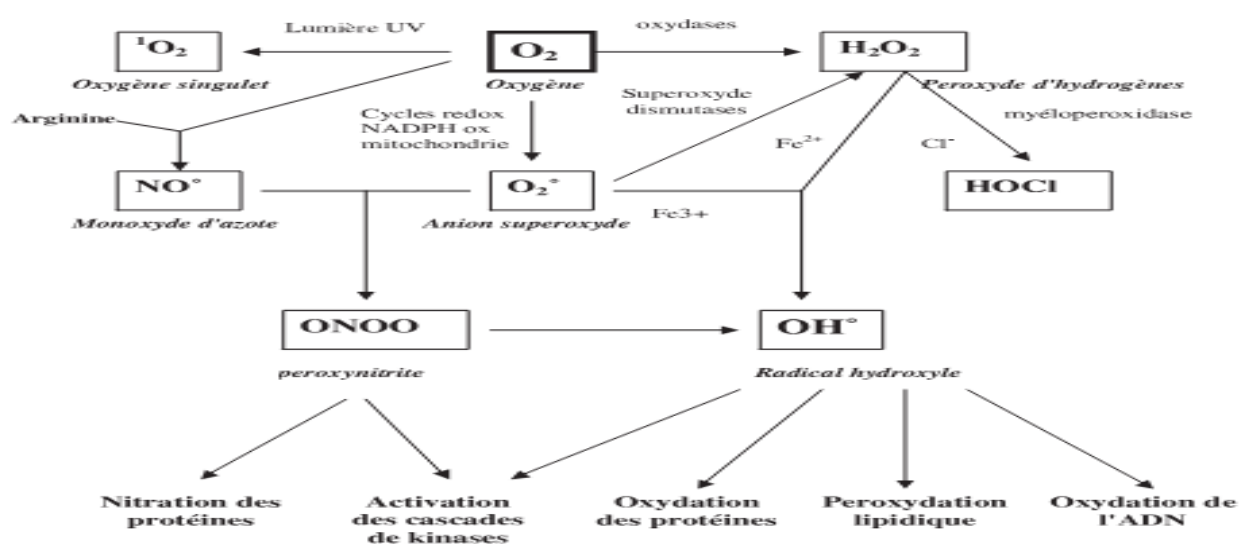 Lumière UV
oxydases
¹O₂
O₂
H₂O₂
Oxygène singulet
Oxygène
Peroxyde d'hydrogènes
Arginine
Cycles redox
NADPH ox
mitochondrie
Superoxyde
dismutases
myéloperoxidase
Fe²⁺
Cl⁻
NO°
O₂°
HOCl
Monoxyde d'azote
Anion superoxyde
Fe3+
ONOO
OH°
peroxynitrite
Radical hydroxyle
Nitration des
protéines
Activation
des cascades
de kinases
Oxydation
des protéines
Peroxydation
lipidique
Oxydation de
l'ADN